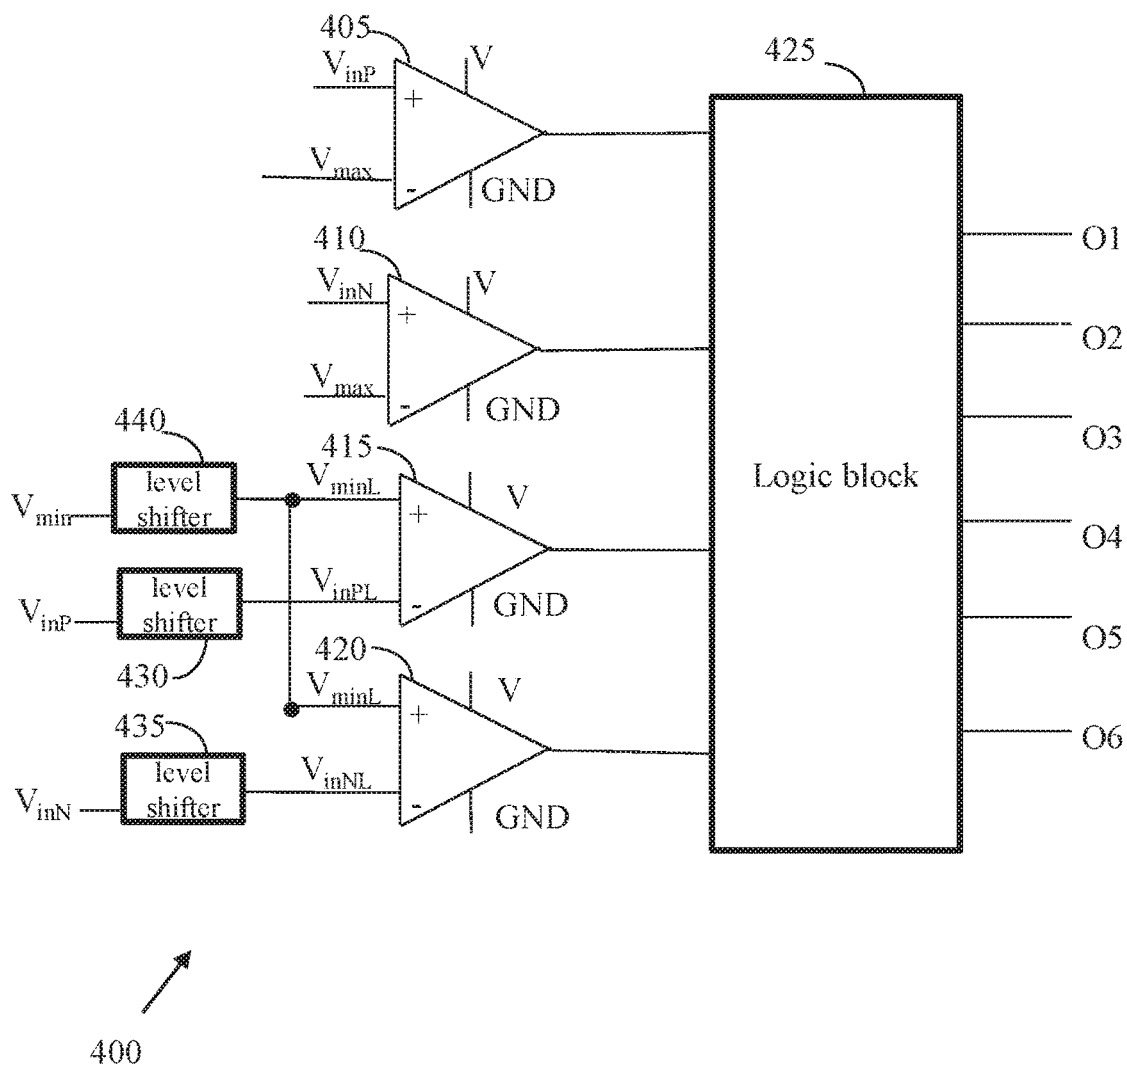 405
425
VinP
V
+
Vmax
-
GND
O1
410
VinN
V
+
O2
Vmax
-
GND
O3
440
415
level
shifter
Vmin
VminL
V
+
Logic block
O4
level
shifter
VinP
VinPL
-
GND
O5
430
420
VminL
V
+
O6
435
level
shifter
VinN
VinNL
-
GND
400